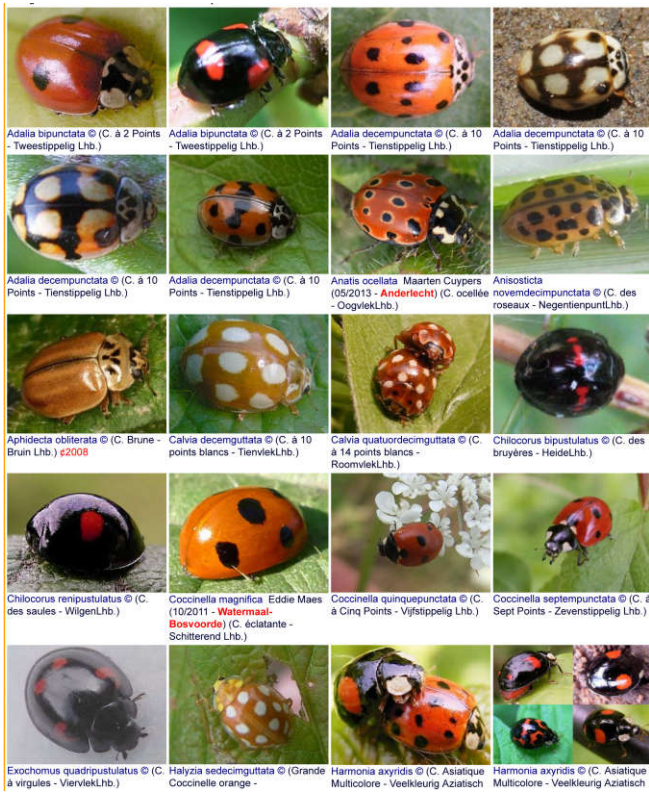 Adalia bipunctata © (C. à 2 Points
- Tweestippelig Lhb.)
Adalia bipunctata © (C. à 2 Points
- Tweestippelig Lhb.)
Adalia decempunctata © (C. à 10
Points - Tienstippelig Lhb.)
Adalia decempunctata © (C. à 10
Points - Tienstippelig Lhb.)
Adalia decempunctata © (C. à 10
Points - Tienstippelig Lhb.)
Adalia decempunctata © (C. à 10
Points - Tienstippelig Lhb.)
Anatis ocellata Maarten Cuypers
(05/2013 - Anderlecht) (C. ocellée
- OogvlekLhb.)
Anisosticta
novemdecimpunctata © (C. des
roseaux - NegentienpuntLhb.)
Aphidecta obliterata © (C. Brune -
Bruin Lhb.) ¢2008
Calvia decemguttata © (C. à 10
points blancs - TienvlekLhb.)
Calvia quatuordecimguttata © (C.
à 14 points blancs -
RoomvlekLhb.)
Chilocorus bipustulatus © (C. des
bruyères - HeideLhb.)
Chilocorus renipustulatus © (C.
des saules - WilgenLhb.)
Coccinella magnifica Eddie Maes
(10/2011 - Watermaal-
Bosvoorde) (C. éclatante -
Schitterend Lhb.)
Coccinella quinquepunctata © (C.
à Cinq Points - Vijfstippelig Lhb.)
Coccinella septempunctata © (C. à
Sept Points - Zevenstippelig Lhb.)
Exochomus quadripustulatus © (C.
à virgules - ViervlekLhb.)
Halyzia sedecimguttata © (Grande
Coccinelle orange -
Harmonia axyridis © (C. Asiatique
Multicolore - Veelkleurig Aziatisch
Harmonia axyridis © (C. Asiatique
Multicolore - Veelkleurig Aziatisch